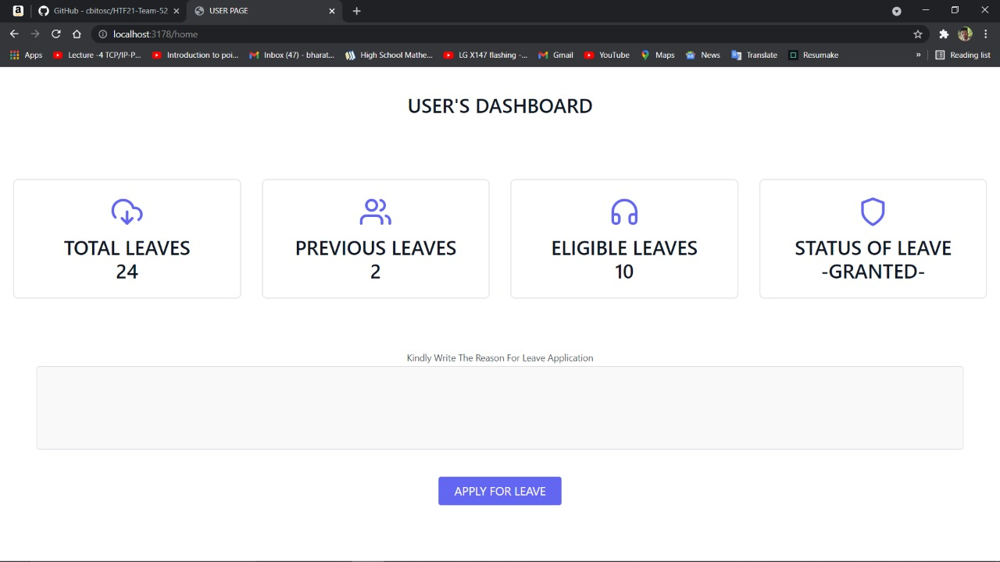 a
GitHub - cbitosc/HTF21-Team-52
USER PAGE
localhost:3178/home
Apps
Lecture -4 TCP/IP-P...
Introduction to poi...
Inbox (47) - bharat...
High School Mathe...
LG X147 flashing -...
Gmail
YouTube
Maps
News
Translate
Resumake
»
Reading list
USER'S DASHBOARD
TOTAL LEAVES
24
PREVIOUS LEAVES
2
ELIGIBLE LEAVES
10
STATUS OF LEAVE
-GRANTED-
Kindly Write The Reason For Leave Application
APPLY FOR LEAVE